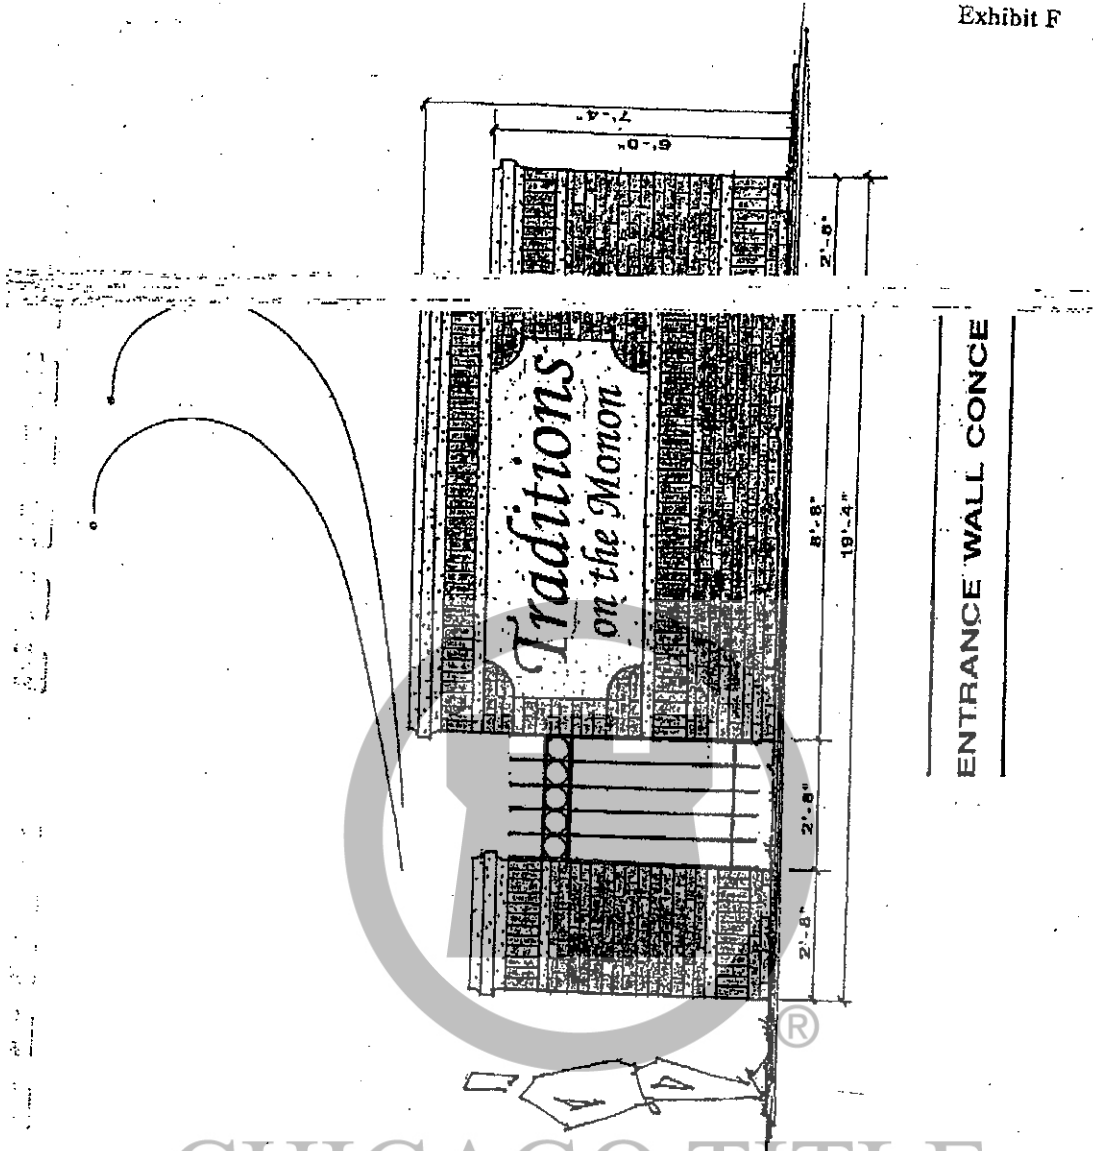 Exhibit F
7'-4"
6'-0"
Traditions
on the Monon
2'-8"
2'-8"
8'-8"
2'-8"
19'-4"
ENTRANCE WALL CONCE
®
CHICAGO TITLE